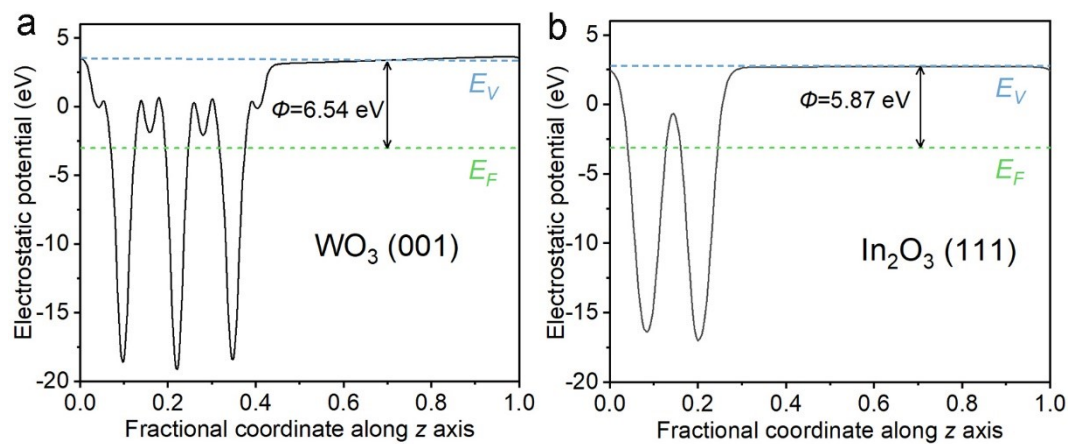 a
Electrostatic potential (eV)
5
0
-5
-10
-15
-20
E_V
Φ=6.54 eV
E_F
WO₃ (001)
0.0 0.2 0.4 0.6 0.8 1.0
Fractional coordinate along z axis
b
Electrostatic potential (eV)
5
0
-5
-10
-15
-20
E_V
Φ=5.87 eV
E_F
In₂O₃ (111)
0.0 0.2 0.4 0.6 0.8 1.0
Fractional coordinate along z axis